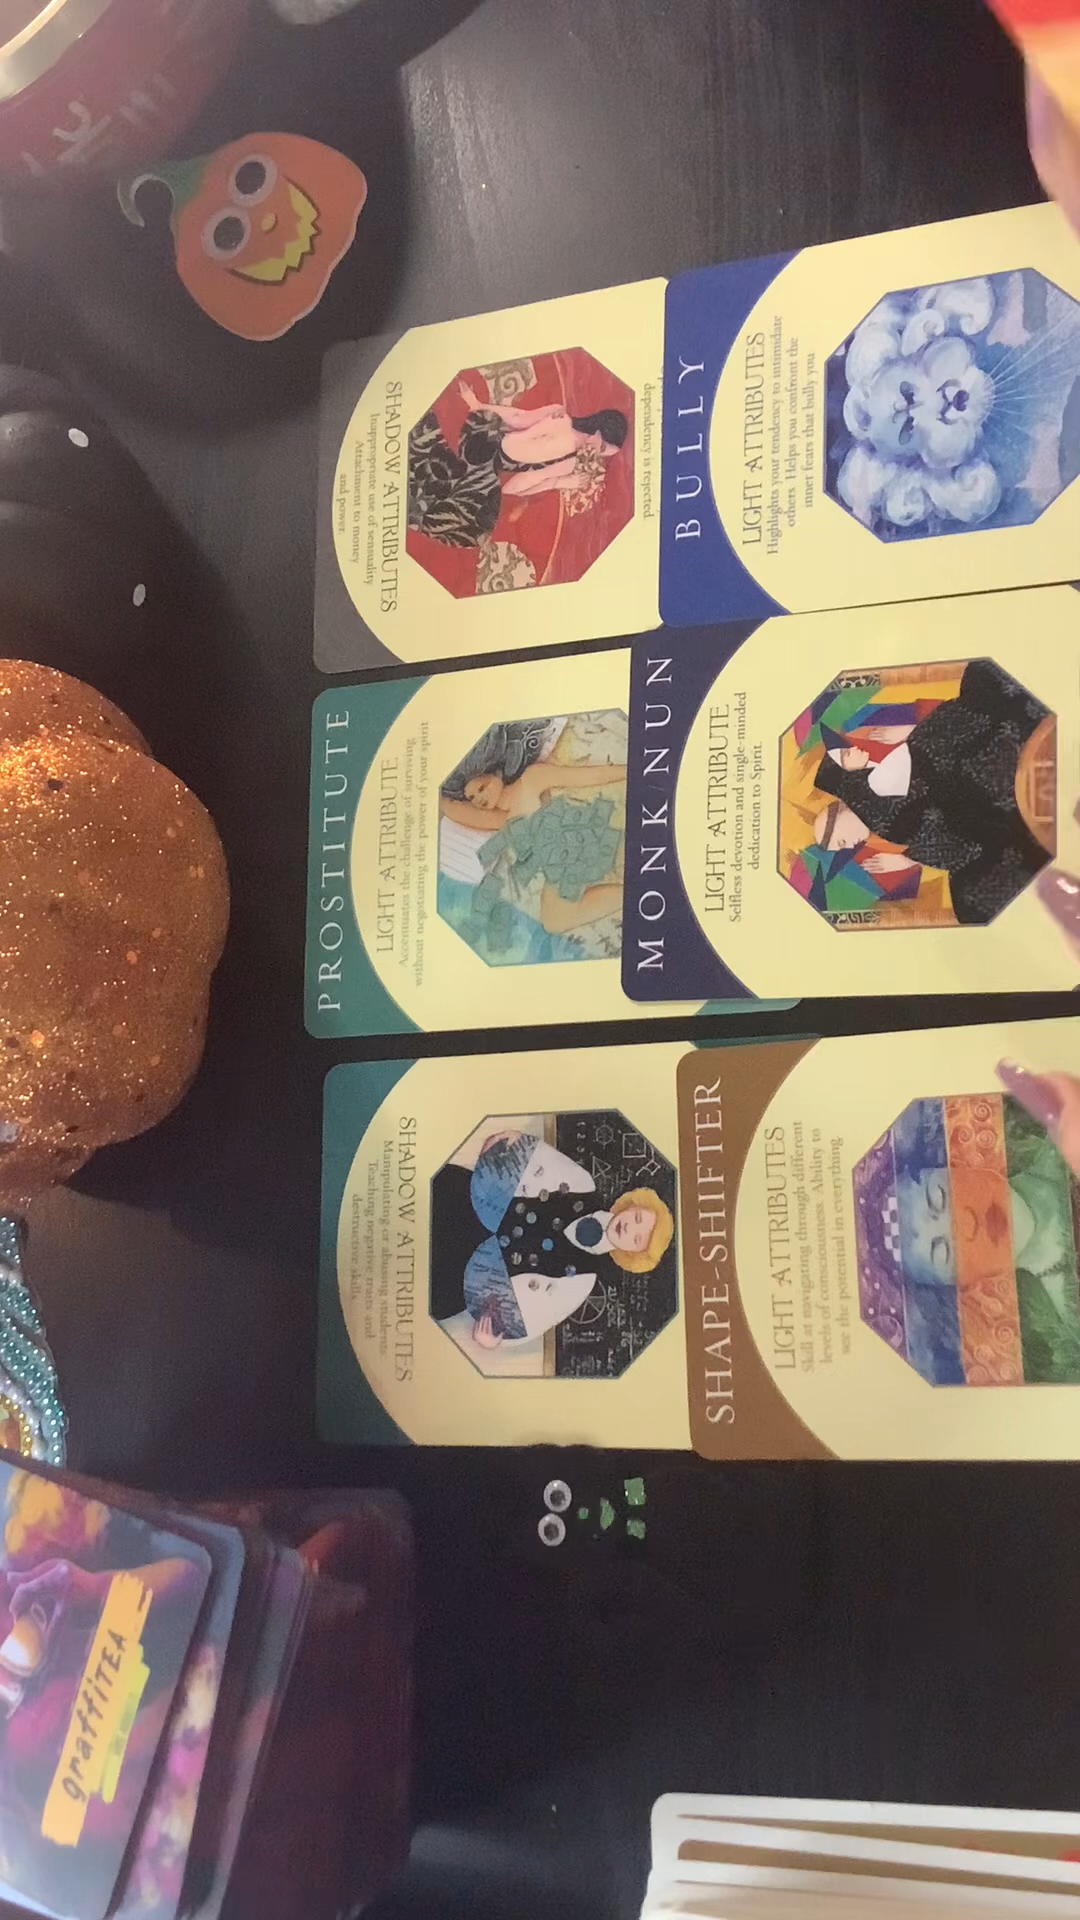 SHADOW ATTRIBUTES
Inappropriate use of sensuality
Attachment to money
and power.
dependency is rejected.
BULLY
LIGHT ATTRIBUTES
Highlights your tendency to intimidate
others. Helps you confront the
inner fears that bully you
PROSTITUTE
LIGHT ATTRIBUTE
Accentuates the challenge of surviving
without negotiating the power of your spirit
MONK/NUN
LIGHT ATTRIBUTE
Selfless devotion and single-minded
dedication to Spirit.
SHADOW ATTRIBUTES
Manipulating or abusing students.
Teaching negative traits and
destructive skills.
SHAPE-SHIFTER
LIGHT ATTRIBUTES
Skill at navigating through different
levels of consciousness. Ability to
see the potential in everything
graffiTEA